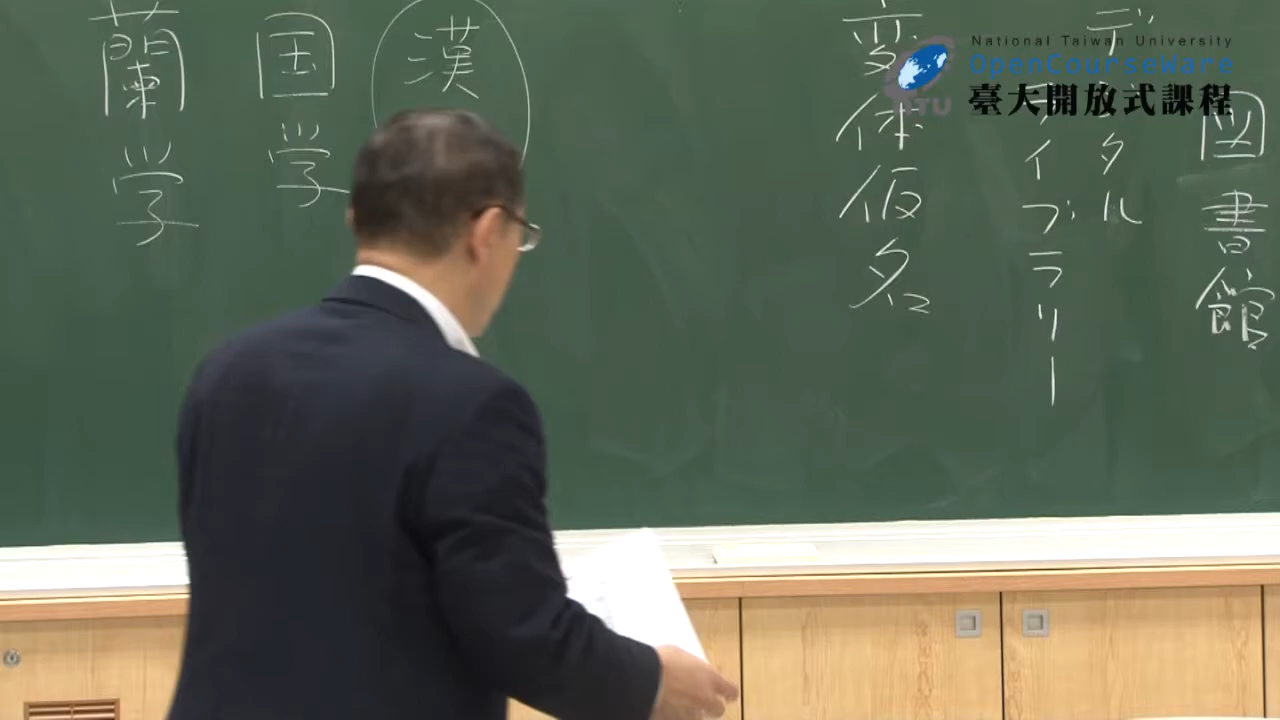 National Taiwan University
OpenCourseWare
臺大開放式課程
NTU
図書館
デジタル
ライブラリー
変体仮名
漢
国学
蘭学